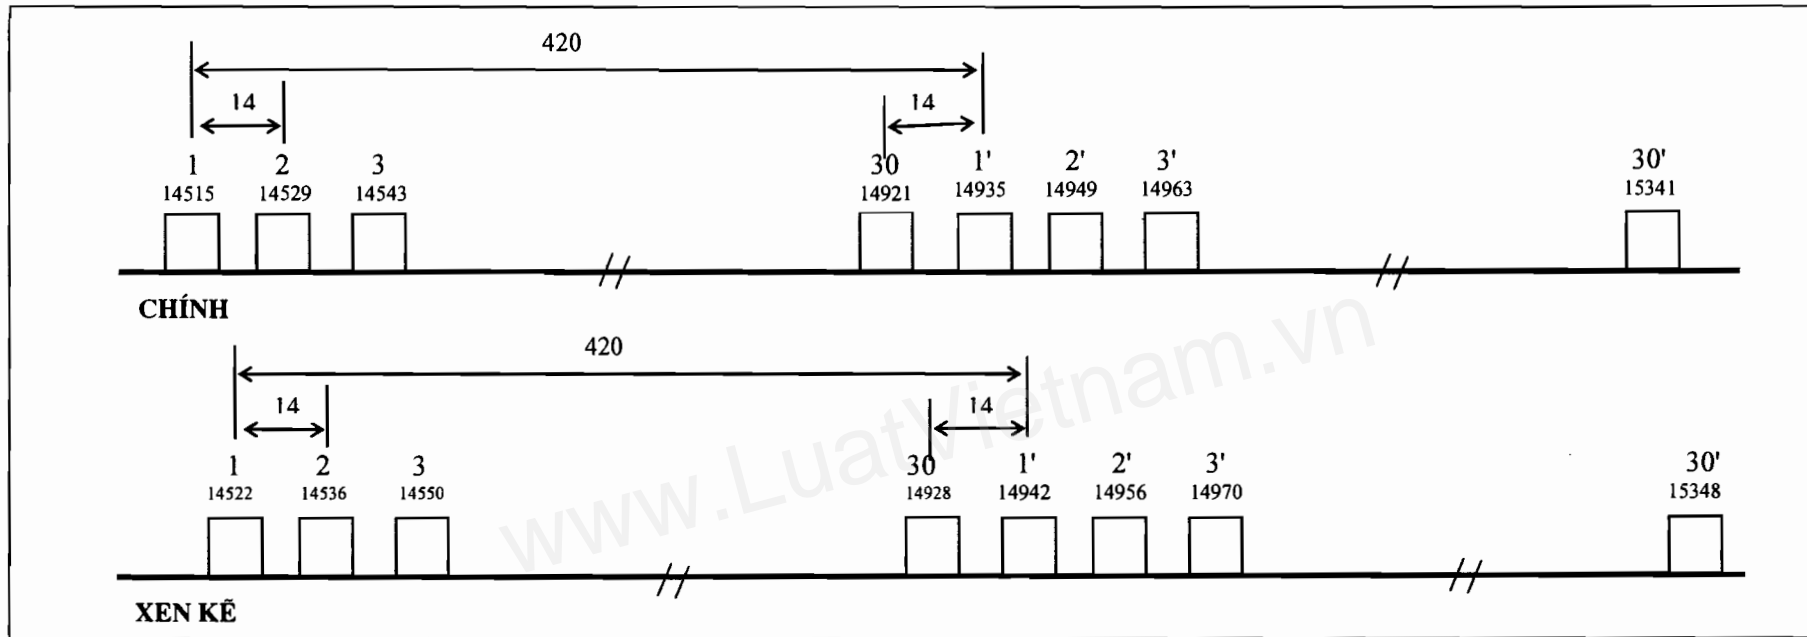 420
14 14
1 2 3 30 1' 2' 3' 30'
14515 14529 14543 14921 14935 14949 14963 15341
CHÍNH
420
14 14
1 2 3 30 1' 2' 3' 30'
14522 14536 14550 14928 14942 14956 14970 15348
XEN KẼ
www.LuatVietnam.vn